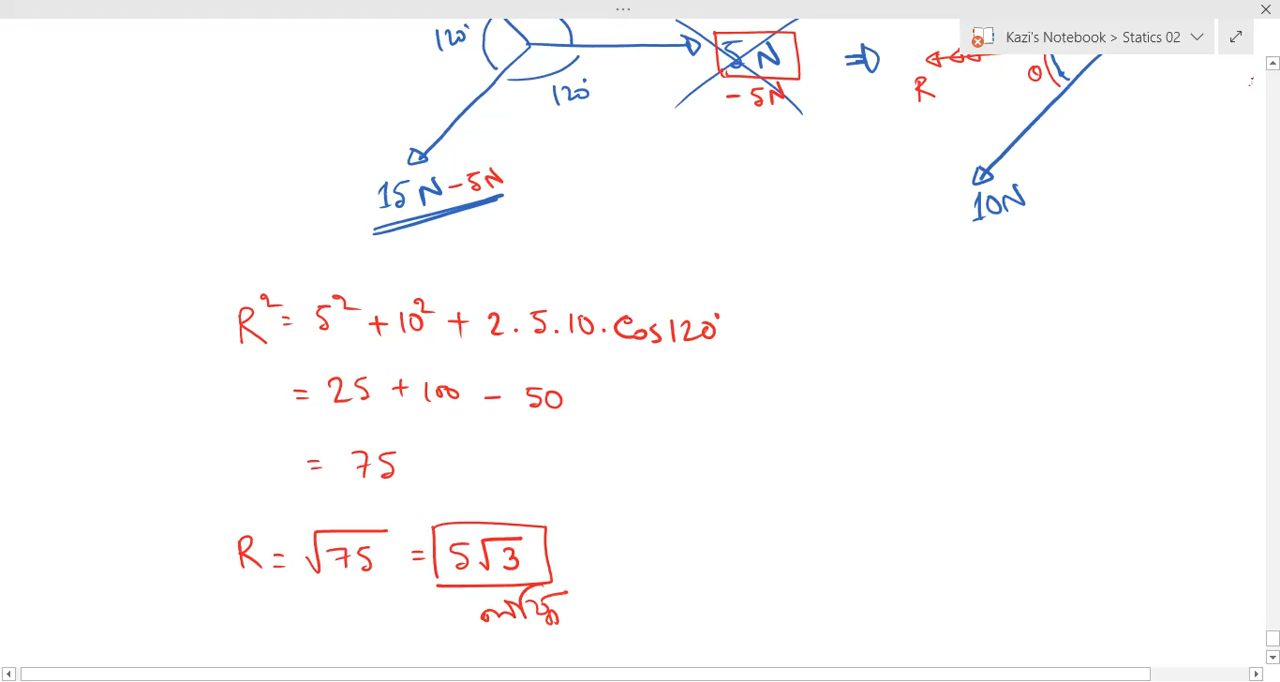 Kazi's Notebook > Statics 02
120°
5 N
-5N
⇒
R
θ
120°
15N-5N
10N
R² = 5² + 10² + 2.5.10.Cos120°
= 25 + 100 - 50
= 75
R = √75 = 5√3